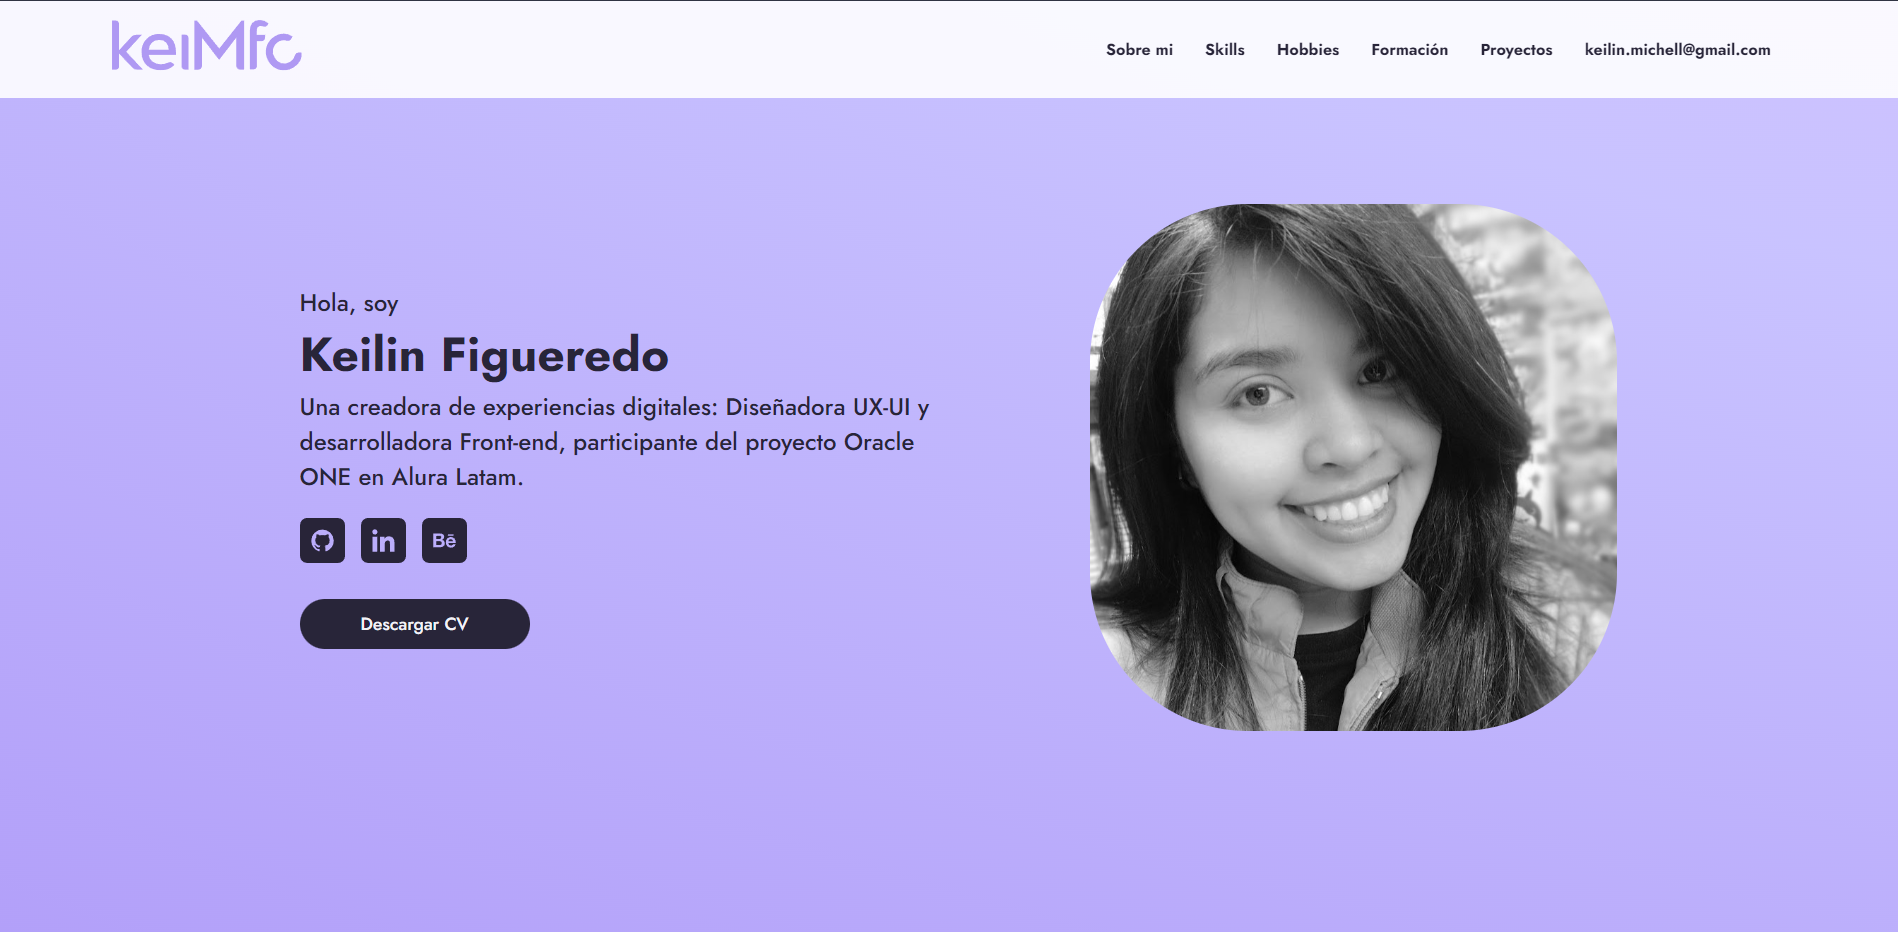 keiMfc
Sobre mi Skills Hobbies Formación Proyectos keilin.michell@gmail.com
Hola, soy
Keilin Figueredo
Una creadora de experiencias digitales: Diseñadora UX-UI y
desarrolladora Front-end, participante del proyecto Oracle
ONE en Alura Latam.
in Bē
Descargar CV